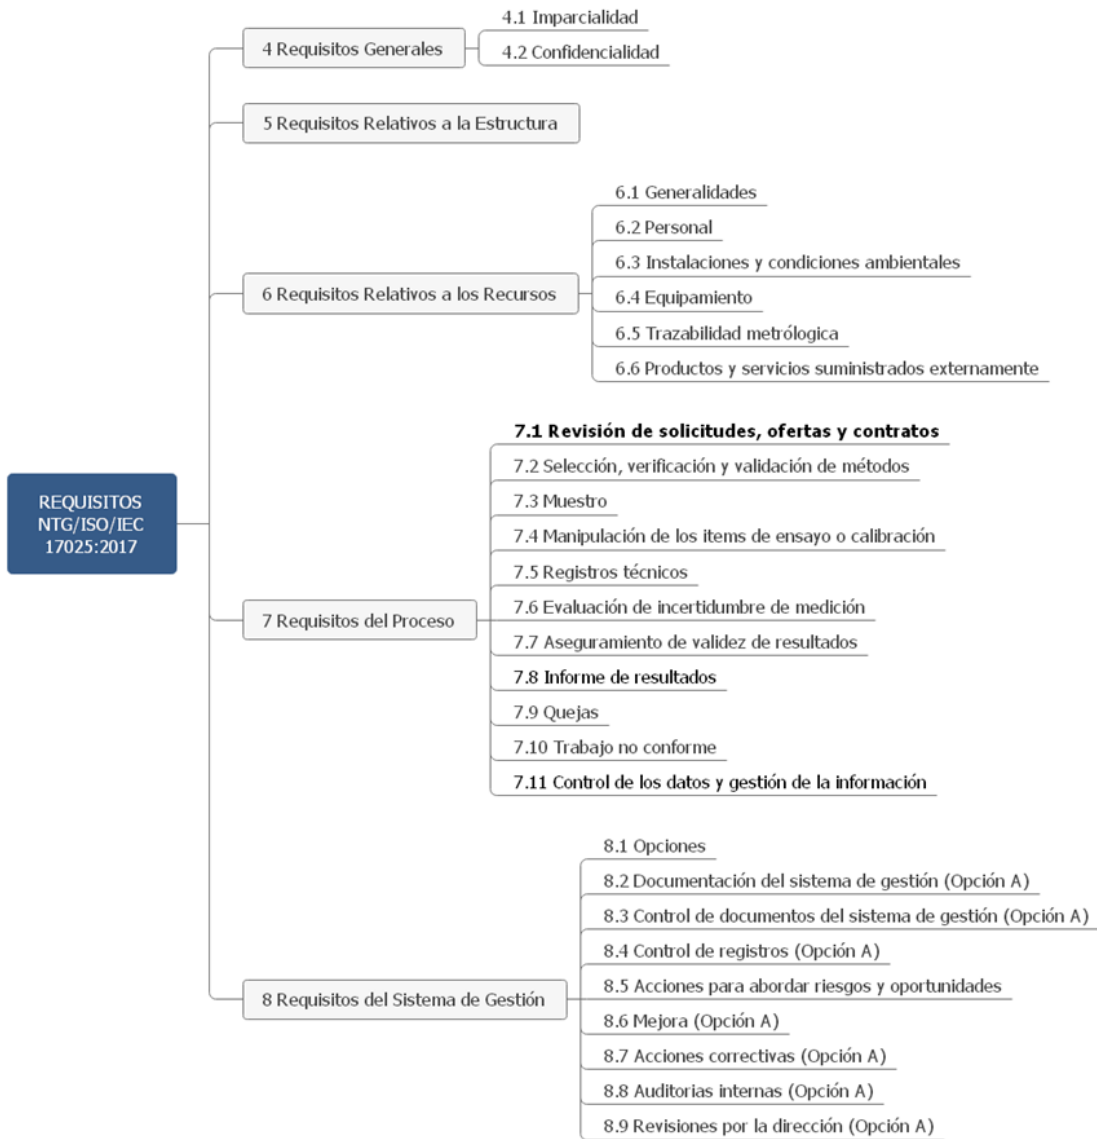 4 Requisitos Generales
4.1 Imparcialidad
4.2 Confidencialidad
5 Requisitos Relativos a la Estructura
6 Requisitos Relativos a los Recursos
6.1 Generalidades
6.2 Personal
6.3 Instalaciones y condiciones ambientales
6.4 Equipamiento
6.5 Trazabilidad metrólogica
6.6 Productos y servicios suministrados externamente
REQUISITOS
NTG/ISO/IEC
17025:2017
7 Requisitos del Proceso
7.1 Revisión de solicitudes, ofertas y contratos
7.2 Selección, verificación y validación de métodos
7.3 Muestro
7.4 Manipulación de los items de ensayo o calibración
7.5 Registros técnicos
7.6 Evaluación de incertidumbre de medición
7.7 Aseguramiento de validez de resultados
7.8 Informe de resultados
7.9 Quejas
7.10 Trabajo no conforme
7.11 Control de los datos y gestión de la información
8 Requisitos del Sistema de Gestión
8.1 Opciones
8.2 Documentación del sistema de gestión (Opción A)
8.3 Control de documentos del sistema de gestión (Opción A)
8.4 Control de registros (Opción A)
8.5 Acciones para abordar riesgos y oportunidades
8.6 Mejora (Opción A)
8.7 Acciones correctivas (Opción A)
8.8 Auditorias internas (Opción A)
8.9 Revisiones por la dirección (Opción A)